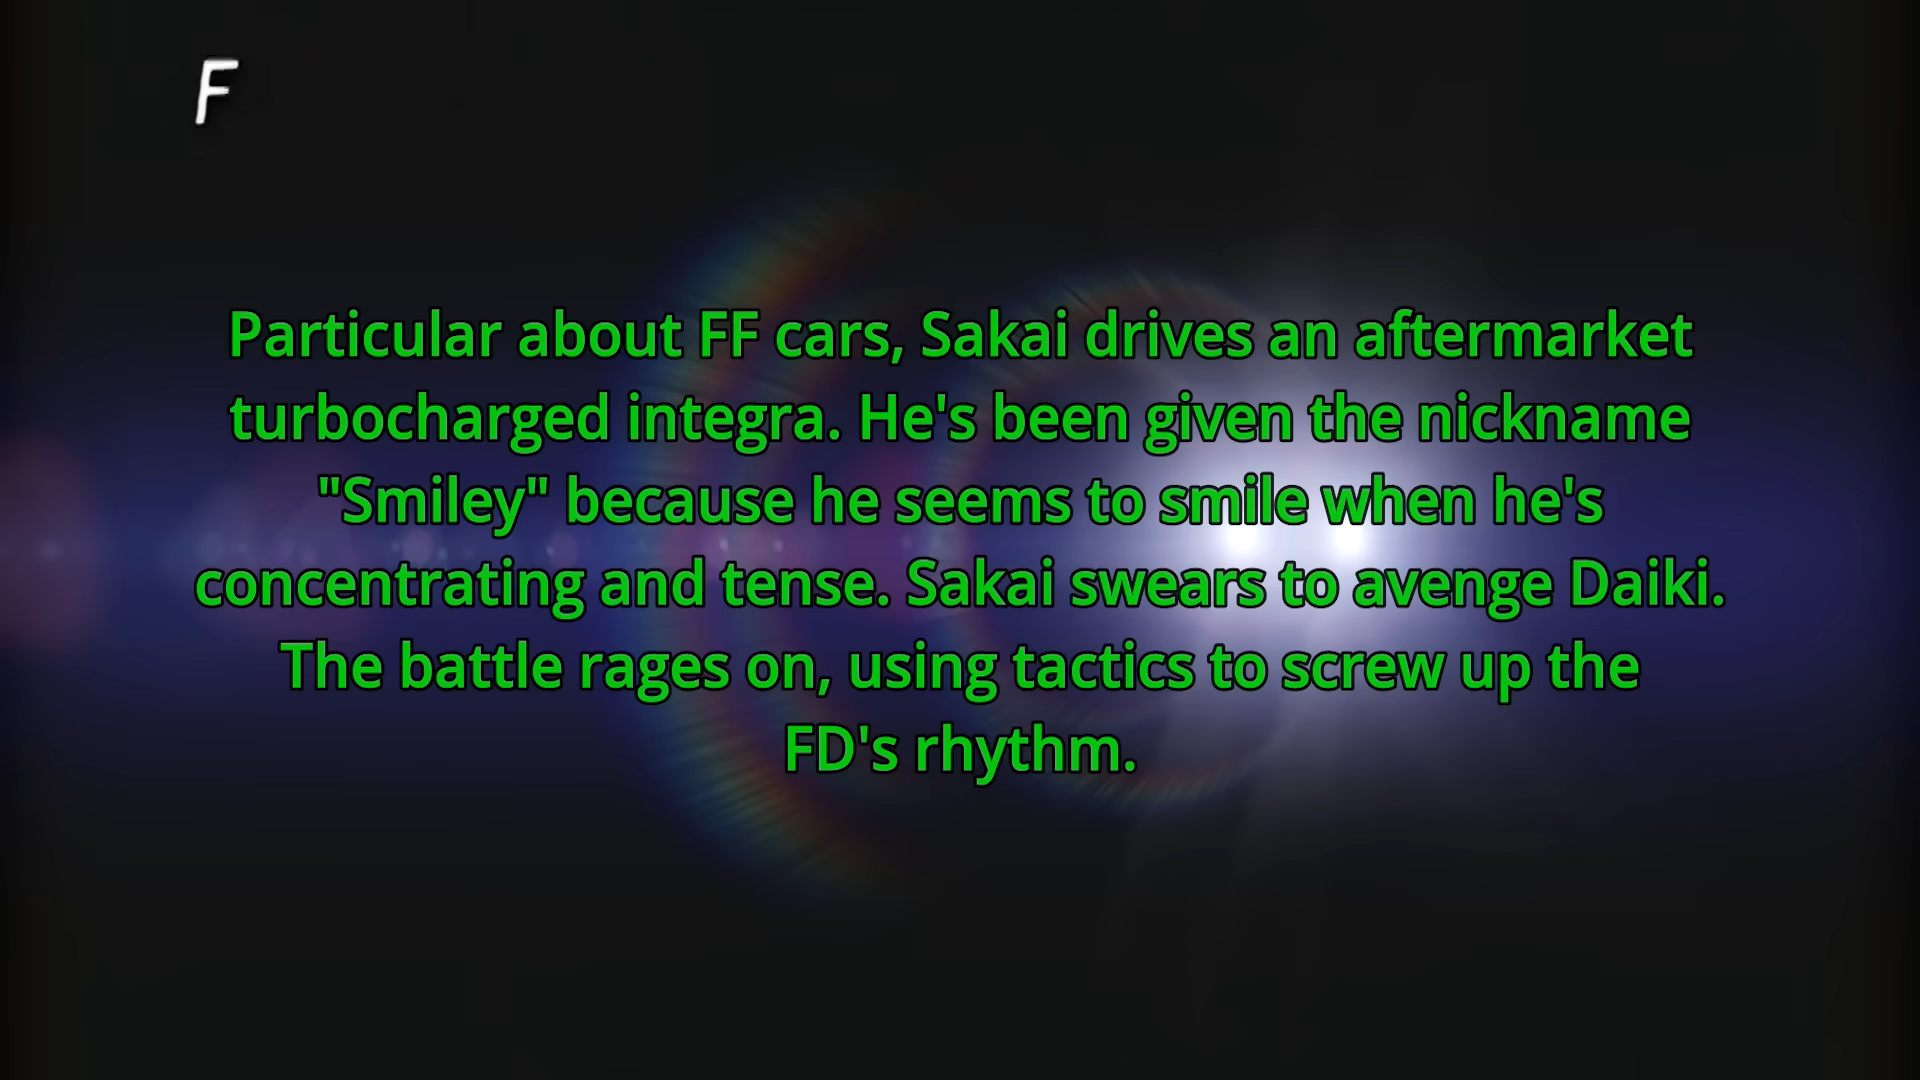 F
Particular about FF cars, Sakai drives an aftermarket
turbocharged integra. He's been given the nickname
"Smiley" because he seems to smile when he's
concentrating and tense. Sakai swears to avenge Daiki.
The battle rages on, using tactics to screw up the
FD's rhythm.